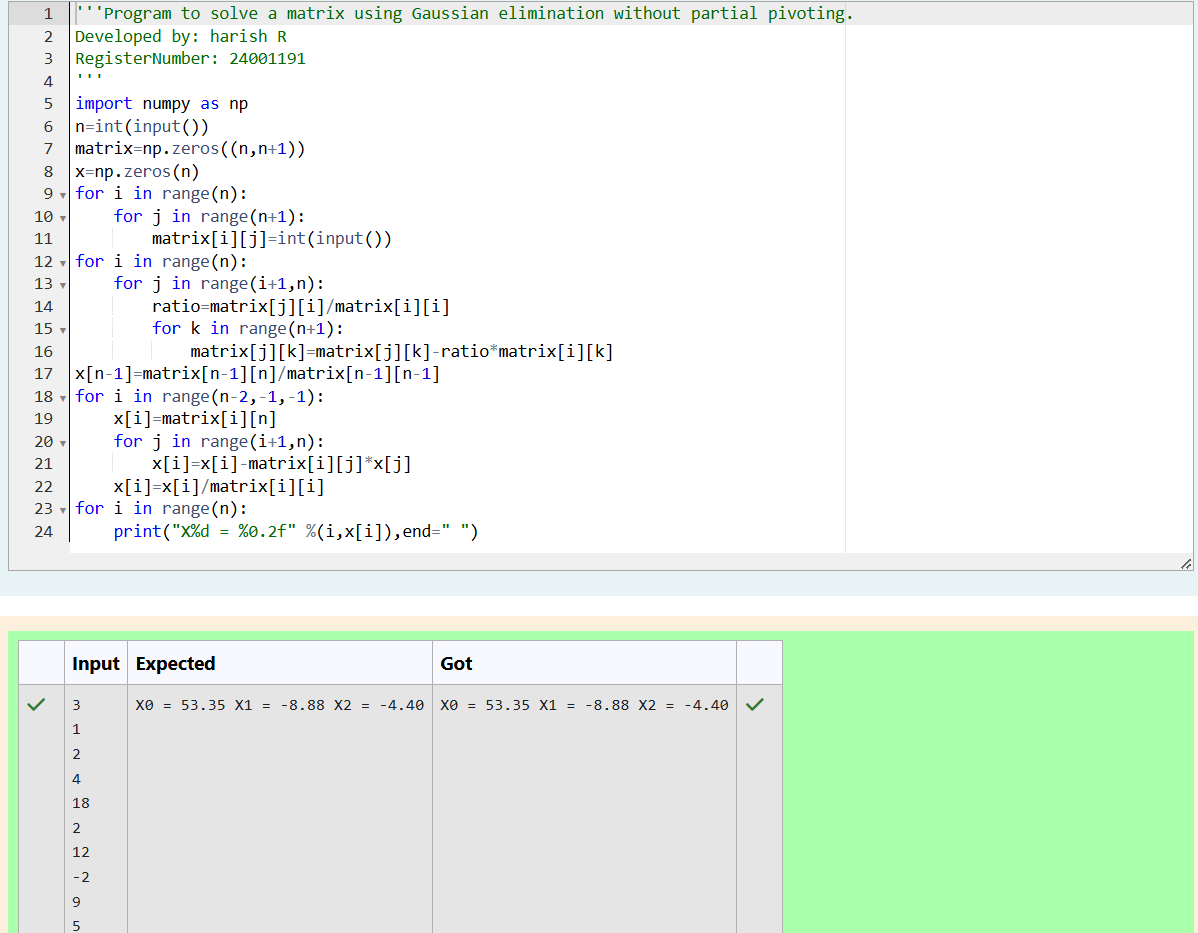 1 '''Program to solve a matrix using Gaussian elimination without partial pivoting.
2 Developed by: harish R
3 RegisterNumber: 24001191
4 '''
5 import numpy as np
6 n=int(input())
7 matrix=np.zeros((n,n+1))
8 x=np.zeros(n)
9 for i in range(n):
10     for j in range(n+1):
11         matrix[i][j]=int(input())
12 for i in range(n):
13     for j in range(i+1,n):
14         ratio=matrix[j][i]/matrix[i][i]
15         for k in range(n+1):
16             matrix[j][k]=matrix[j][k]-ratio*matrix[i][k]
17 x[n-1]=matrix[n-1][n]/matrix[n-1][n-1]
18 for i in range(n-2,-1,-1):
19     x[i]=matrix[i][n]
20     for j in range(i+1,n):
21         x[i]=x[i]-matrix[i][j]*x[j]
22     x[i]=x[i]/matrix[i][i]
23 for i in range(n):
24     print("X%d = %0.2f" %(i,x[i]),end=" ")
Input Expected Got
3 X0 = 53.35 X1 = -8.88 X2 = -4.40 X0 = 53.35 X1 = -8.88 X2 = -4.40
1
2
4
18
2
12
-2
9
5